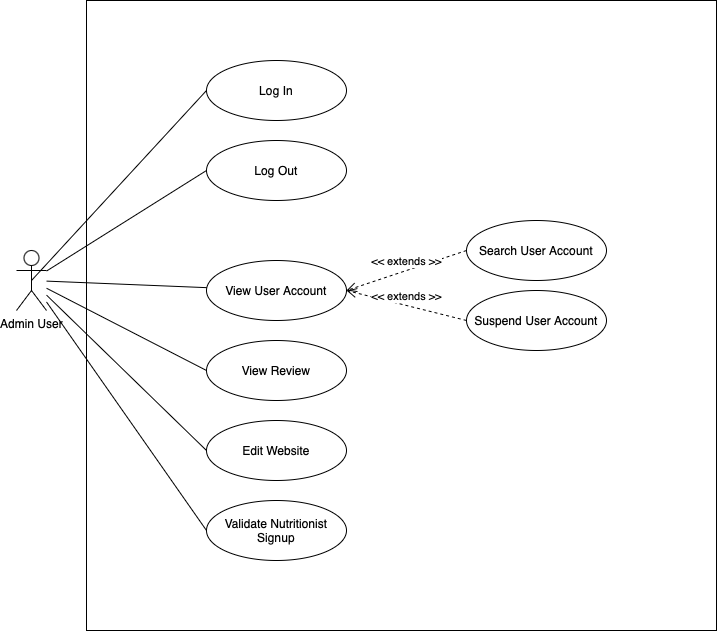 Log In
Log Out
Search User Account
<< extends >>
View User Account
<< extends >>
Suspend User Account
Admin User
View Review
Edit Website
Validate Nutritionist
Signup